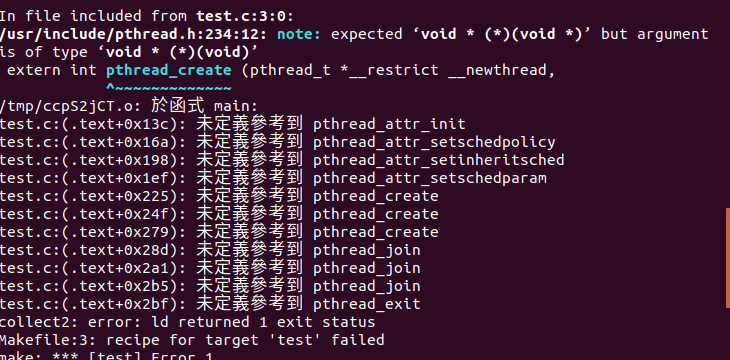 In file included from test.c:3:0:
/usr/include/pthread.h:234:12: note: expected ‘void * (*)(void *)’ but argument
is of type ‘void * (*)(void)’
extern int pthread_create (pthread_t *__restrict __newthread,
^~~~~~~~~~~~~~
/tmp/ccpS2jCT.o: 於函式 main:
test.c:(.text+0x13c): 未定義參考到 pthread_attr_init
test.c:(.text+0x16a): 未定義參考到 pthread_attr_setschedpolicy
test.c:(.text+0x198): 未定義參考到 pthread_attr_setinheritsched
test.c:(.text+0x1ef): 未定義參考到 pthread_attr_setschedparam
test.c:(.text+0x225): 未定義參考到 pthread_create
test.c:(.text+0x24f): 未定義參考到 pthread_create
test.c:(.text+0x279): 未定義參考到 pthread_create
test.c:(.text+0x28d): 未定義參考到 pthread_join
test.c:(.text+0x2a1): 未定義參考到 pthread_join
test.c:(.text+0x2b5): 未定義參考到 pthread_join
test.c:(.text+0x2bf): 未定義參考到 pthread_exit
collect2: error: ld returned 1 exit status
Makefile:3: recipe for target 'test' failed
make: *** [test] Error 1